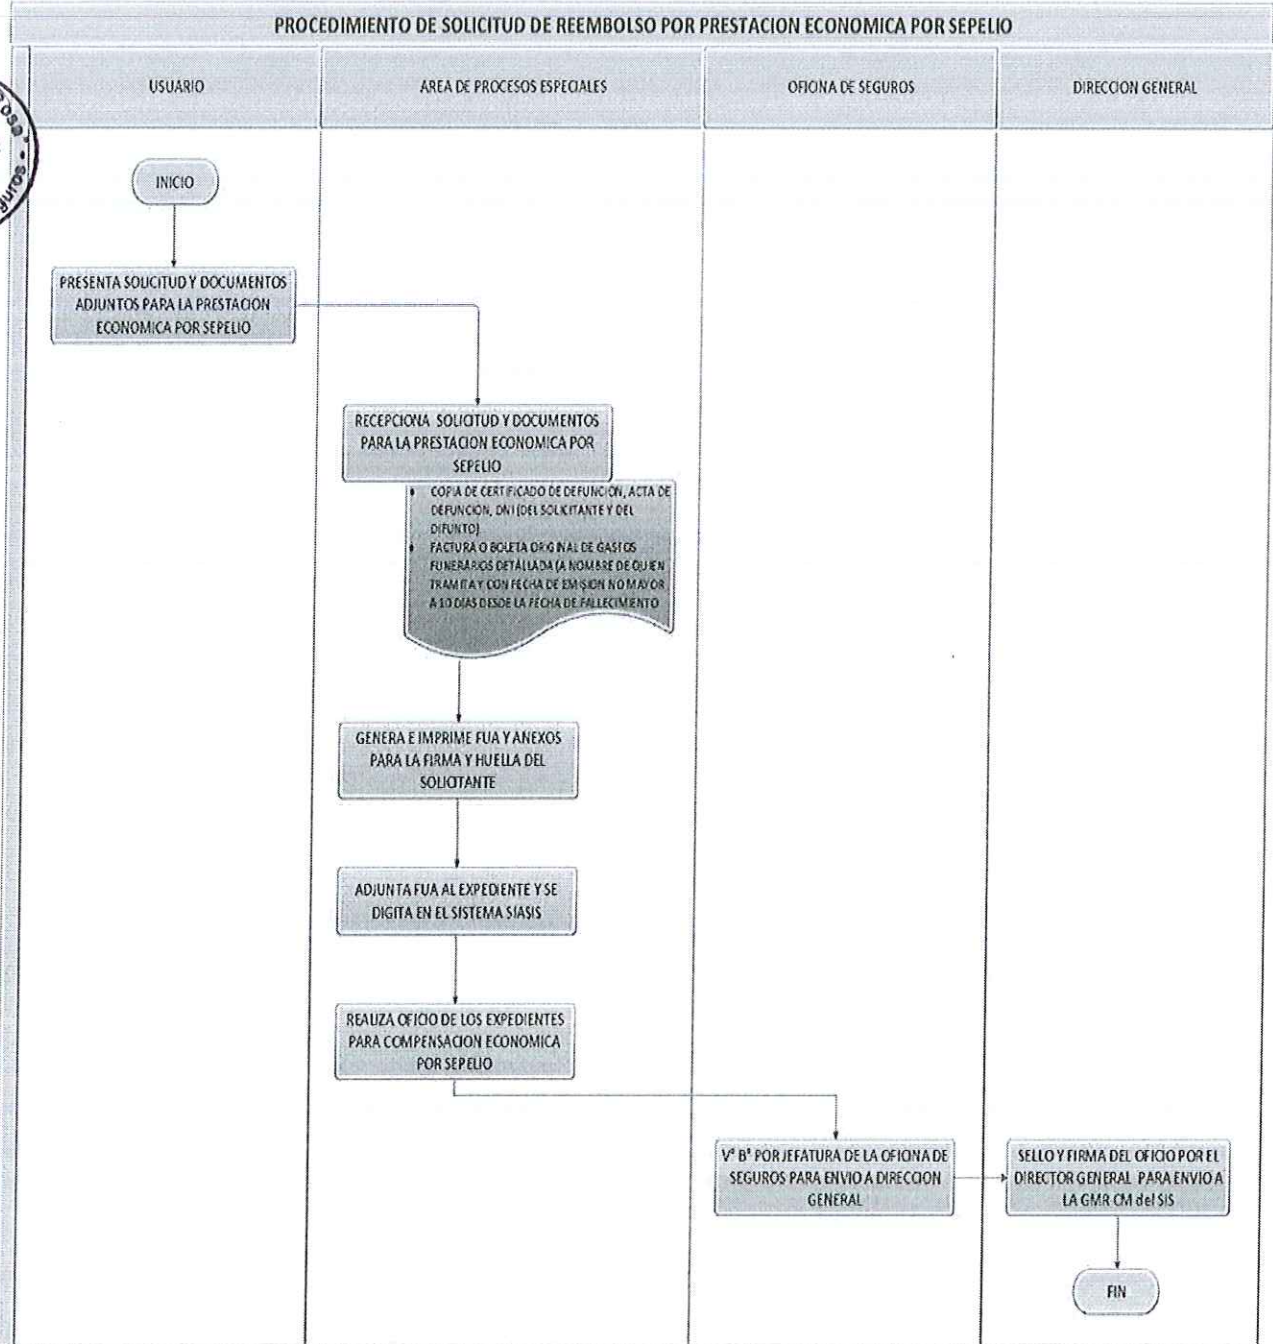 PROCEDIMIENTO DE SOLICITUD DE REEMBOLSO POR PRESTACION ECONOMICA POR SEPELIO
USUARIO
AREA DE PROCESOS ESPECIALES
OFICINA DE SEGUROS
DIRECCION GENERAL
INICIO
PRESENTA SOLICITUD Y DOCUMENTOS
ADJUNTOS PARA LA PRESTACION
ECONOMICA POR SEPELIO
RECEPCIONA SOLICITUD Y DOCUMENTOS
PARA LA PRESTACION ECONOMICA POR
SEPELIO
• COPIA DE CERTIFICADO DE DEFUNCIÓN, ACTA DE
DEFUNCIÓN, DNI (DEL SOLICITANTE Y DEL
DIFUNTO)
• FACTURA O BOLETA ORIGINAL DE GASTOS
FUNERARIOS DETALLADA (A NOMBRE DE QUIEN
TRAMITA Y CON FECHA DE EMISION NO MAYOR
A 10 DIAS DESDE LA FECHA DE FALLECIMIENTO
GENERA E IMPRIME FUA Y ANEXOS
PARA LA FIRMA Y HUELLA DEL
SOLICITANTE
ADJUNTA FUA AL EXPEDIENTE Y SE
DIGITA EN EL SISTEMA SIASIS
REALIZA OFICIO DE LOS EXPEDIENTES
PARA COMPENSACION ECONOMICA
POR SEPELIO
V° B° POR JEFATURA DE LA OFICINA DE
SEGUROS PARA ENVIO A DIRECCION
GENERAL
SELLO Y FIRMA DEL OFICIO POR EL
DIRECTOR GENERAL PARA ENVIO A
LA GMR CM del SIS
FIN